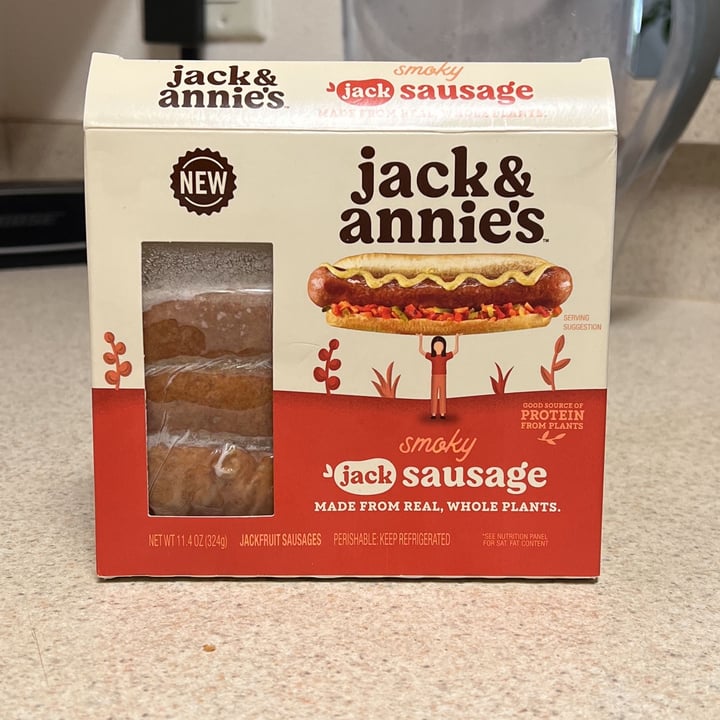 jack&
annie's™
smoky
jack sausage
MADE FROM REAL, WHOLE PLANTS.
NEW
jack&
annie's™
SERVING
SUGGESTION
GOOD SOURCE OF
PROTEIN
FROM PLANTS
smoky
jack sausage
MADE FROM REAL, WHOLE PLANTS.
NET WT 11.4 OZ (324g) JACKFRUIT SAUSAGES PERISHABLE: KEEP REFRIGERATED
*SEE NUTRITION PANEL
FOR SAT. FAT CONTENT